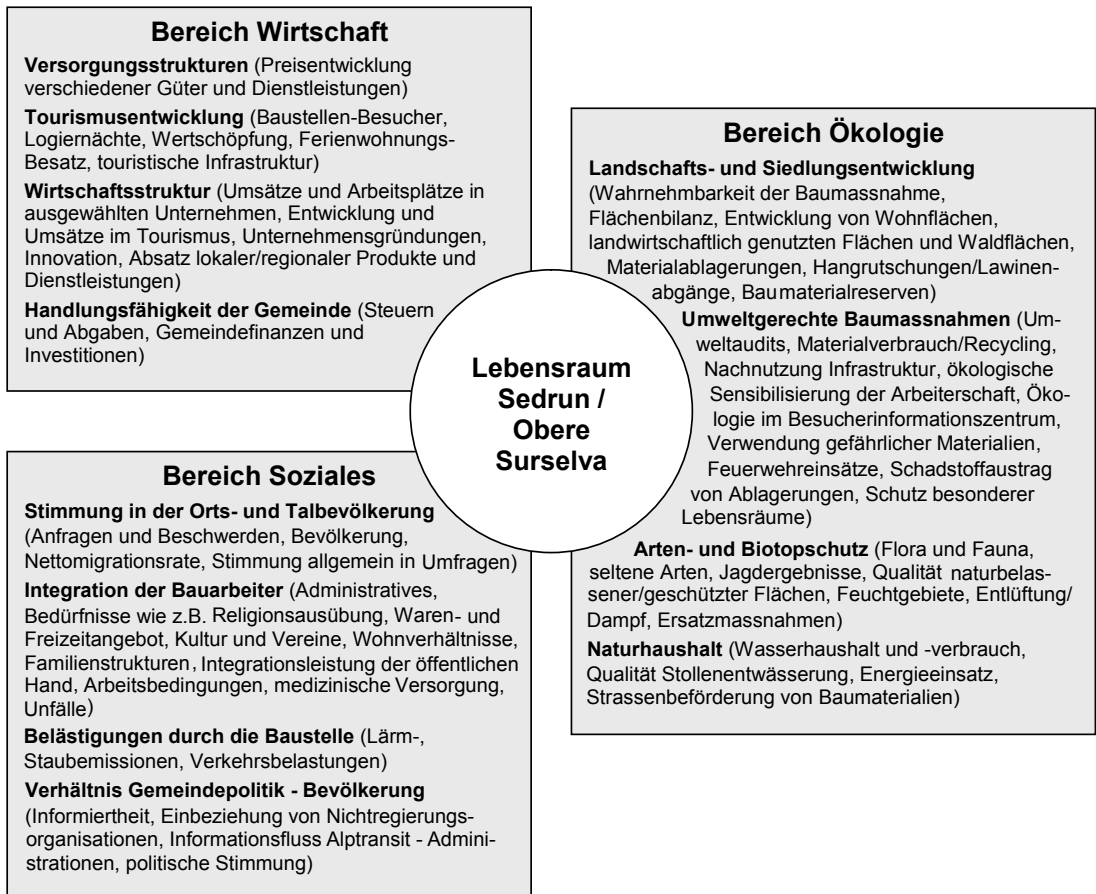 Bereich Wirtschaft
Versorgungsstrukturen (Preisentwicklung
verschiedener Güter und Dienstleistungen)
Tourismusentwicklung (Baustellen-Besucher,
Logiernächte, Wertschöpfung, Ferienwohnungs-
Besatz, touristische Infrastruktur)
Wirtschaftsstruktur (Umsätze und Arbeitsplätze in
ausgewählten Unternehmen, Entwicklung und
Umsätze im Tourismus, Unternehmensgründungen,
Innovation, Absatz lokaler/regionaler Produkte und
Dienstleistungen)
Handlungsfähigkeit der Gemeinde (Steuern
und Abgaben, Gemeindefinanzen und
Investitionen)
Bereich Ökologie
Landschafts- und Siedlungsentwicklung
(Wahrnehmbarkeit der Baumassnahme,
Flächenbilanz, Entwicklung von Wohnflächen,
landwirtschaftlich genutzten Flächen und Waldflächen,
Materialablagerungen, Hangrutschungen/Lawinen-
abgänge, Baumaterialreserven)
Umweltgerechte Baumassnahmen (Um-
weltaudits, Materialverbrauch/Recycling,
Nachnutzung Infrastruktur, ökologische
Sensibilisierung der Arbeiterschaft, Öko-
logie im Besucherinformationszentrum,
Verwendung gefährlicher Materialien,
Feuerwehreinsätze, Schadstoffaustrag
von Ablagerungen, Schutz besonderer
Lebensräume)
Arten- und Biotopschutz (Flora und Fauna,
seltene Arten, Jagdergebnisse, Qualität naturbelas-
sener/geschützter Flächen, Feuchtgebiete, Entlüftung/
Dampf, Ersatzmassnahmen)
Naturhaushalt (Wasserhaushalt und -verbrauch,
Qualität Stollenentwässerung, Energieeinsatz,
Strassenbeförderung von Baumaterialien)
Lebensraum
Sedrun /
Obere
Surselva
Bereich Soziales
Stimmung in der Orts- und Talbevölkerung
(Anfragen und Beschwerden, Bevölkerung,
Nettomigrationsrate, Stimmung allgemein in Umfragen)
Integration der Bauarbeiter (Administratives,
Bedürfnisse wie z.B. Religionsausübung, Waren- und
Freizeitangebot, Kultur und Vereine, Wohnverhältnisse,
Familienstrukturen, Integrationsleistung der öffentlichen
Hand, Arbeitsbedingungen, medizinische Versorgung,
Unfälle)
Belästigungen durch die Baustelle (Lärm-,
Staubemissionen, Verkehrsbelastungen)
Verhältnis Gemeindepolitik - Bevölkerung
(Informiertheit, Einbeziehung von Nichtregierungs-
organisationen, Informationsfluss Alptransit - Admini-
strationen, politische Stimmung)